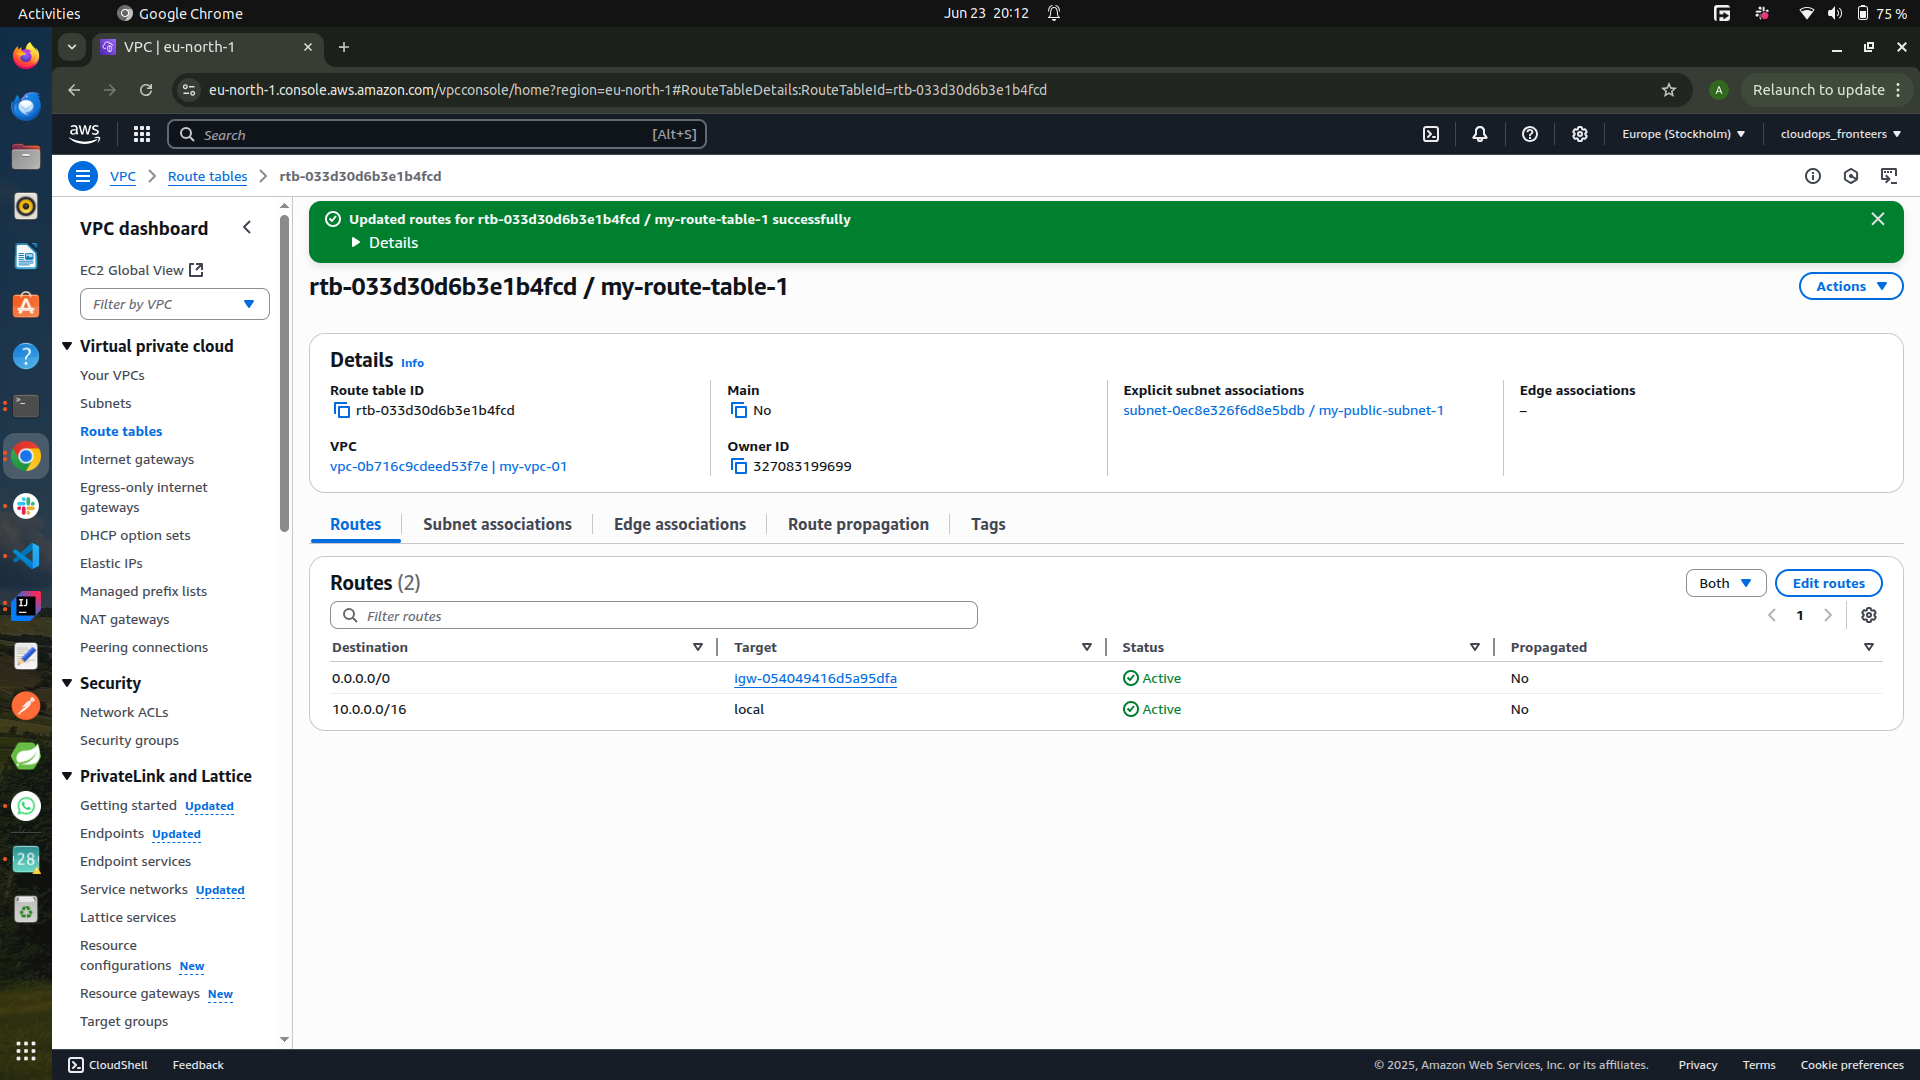 Activities
Google Chrome
Jun 23 20:12
75 %
VPC | eu-north-1
eu-north-1.console.aws.amazon.com/vpcconsole/home?region=eu-north-1#RouteTableDetails:RouteTableId=rtb-033d30d6b3e1b4fcd
A
Relaunch to update
aws
Search
[Alt+S]
Europe (Stockholm)
cloudops_fronteers
VPC
Route tables
rtb-033d30d6b3e1b4fcd
VPC dashboard
EC2 Global View
Filter by VPC
Virtual private cloud
Your VPCs
Subnets
Route tables
Internet gateways
Egress-only internet
gateways
DHCP option sets
Elastic IPs
Managed prefix lists
NAT gateways
Peering connections
Security
Network ACLs
Security groups
PrivateLink and Lattice
Getting started Updated
Endpoints Updated
Endpoint services
Service networks Updated
Lattice services
Resource
configurations New
Resource gateways New
Target groups
Updated routes for rtb-033d30d6b3e1b4fcd / my-route-table-1 successfully
Details
rtb-033d30d6b3e1b4fcd / my-route-table-1
Actions
Details Info
Route table ID
rtb-033d30d6b3e1b4fcd
VPC
vpc-0b716c9cdeed53f7e | my-vpc-01
Main
No
Owner ID
327083199699
Explicit subnet associations
subnet-0ec8e326f6d8e5bdb / my-public-subnet-1
Edge associations
–
Routes
Subnet associations
Edge associations
Route propagation
Tags
Routes (2)
Both
Edit routes
Filter routes
1
Destination Target Status Propagated
0.0.0.0/0 igw-054049416d5a95dfa Active No
10.0.0.0/16 local Active No
IJ
28
CloudShell
Feedback
© 2025, Amazon Web Services, Inc. or its affiliates.
Privacy
Terms
Cookie preferences